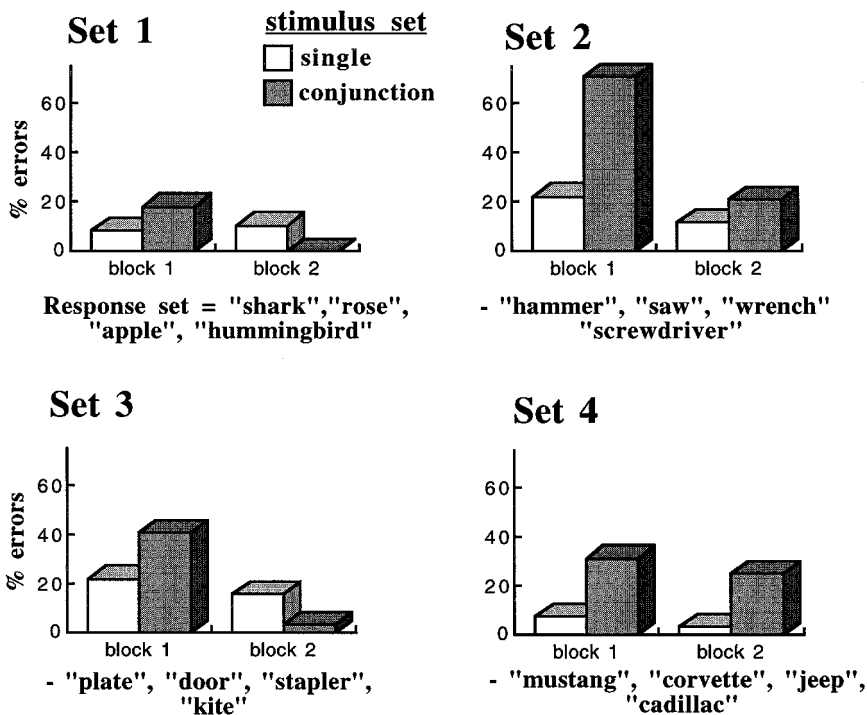 Set 1
stimulus set
single
conjunction
% errors
60
40
20
0
block 1
block 2
Response set = "shark","rose",
"apple", "hummingbird"
Set 2
60
40
20
0
block 1
block 2
- "hammer", "saw", "wrench"
"screwdriver"
Set 3
% errors
60
40
20
0
block 1
block 2
- "plate", "door", "stapler",
"kite"
Set 4
60
40
20
0
block 1
block 2
- "mustang", "corvette", "jeep",
"cadillac"